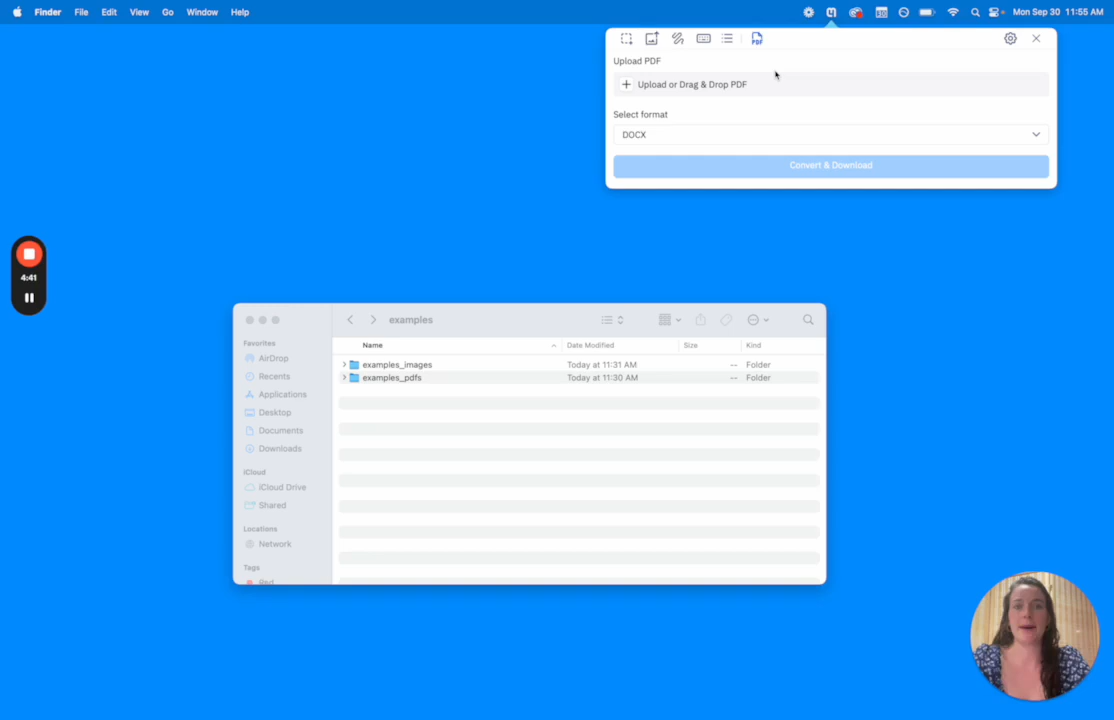 Finder File Edit View Go Window Help
Mon Sep 30 11:55 AM
PDF
Upload PDF
Upload or Drag & Drop PDF
Select format
DOCX
Convert & Download
4:41
examples
Favorites
AirDrop
Recents
Applications
Desktop
Documents
Downloads
iCloud
iCloud Drive
Shared
Locations
Network
Tags
Red
Name Date Modified Size Kind
examples_images Today at 11:31 AM -- Folder
examples_pdfs Today at 11:30 AM -- Folder